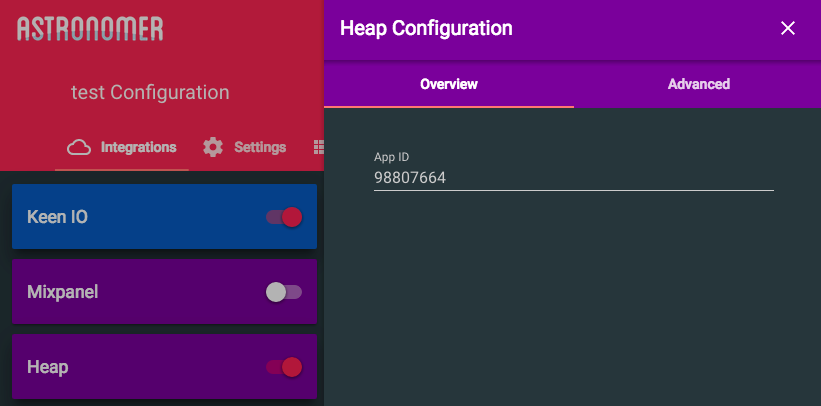 ASTRONOMER
test Configuration
Integrations
Settings
Keen IO
Mixpanel
Heap
Heap Configuration
Overview
Advanced
App ID
98807664